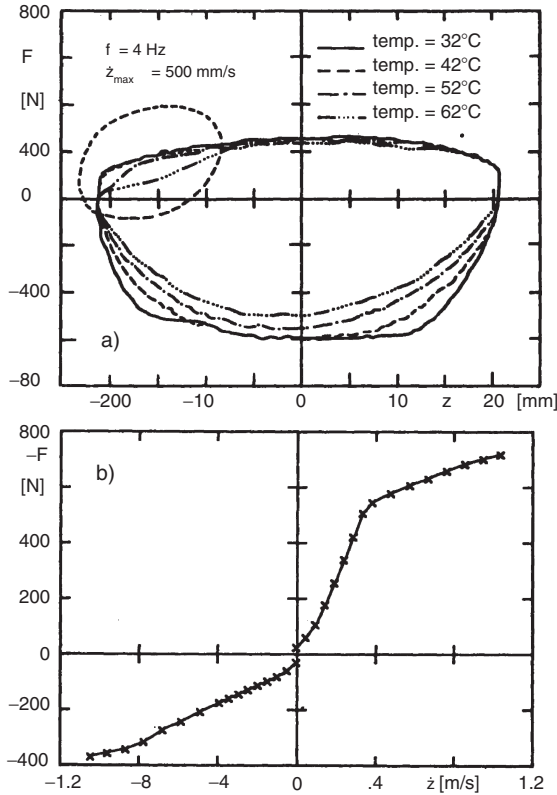 800
F
[N]
400
0
−400
−80
f = 4 Hz
ż max = 500 mm/s
temp. = 32°C
temp. = 42°C
temp. = 52°C
temp. = 62°C
a)
−200 −10 0 10 z 20 [mm]
800
−F
[N]
400
200
0
−200
−400
b)
−1.2 −8 −4 0 .4 ż [m/s] 1.2